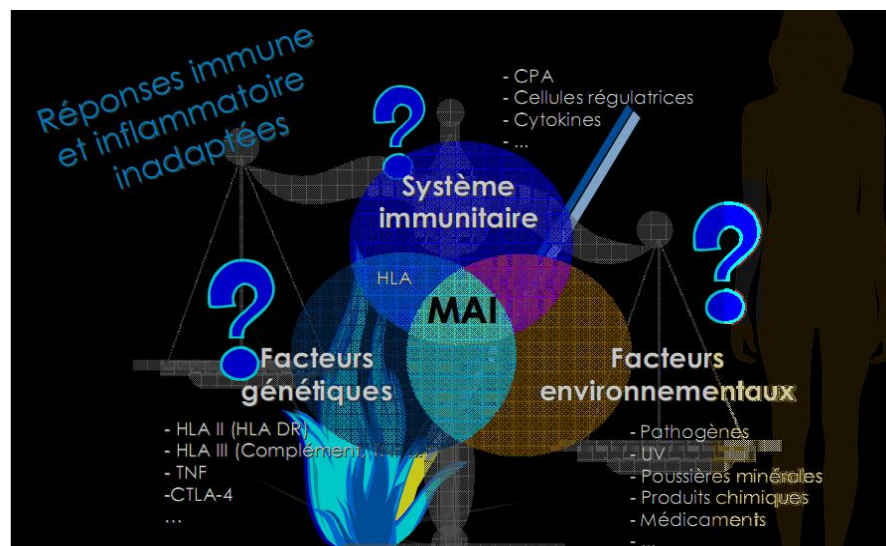 Réponses immune
et inflammatoire
inadaptées
?
- CPA
- Cellules régulatrices
- Cytokines
- ...
Système
immunitaire
?
?
HLA
MAI
Facteurs
génétiques
Facteurs
environnementaux
- HLA II (HLA DR)
- HLA III (Complément,
- TNF
-CTLA-4
...
- Pathogènes
- UV
- Poussières minérales
- Produits chimiques
- Médicaments
- ...